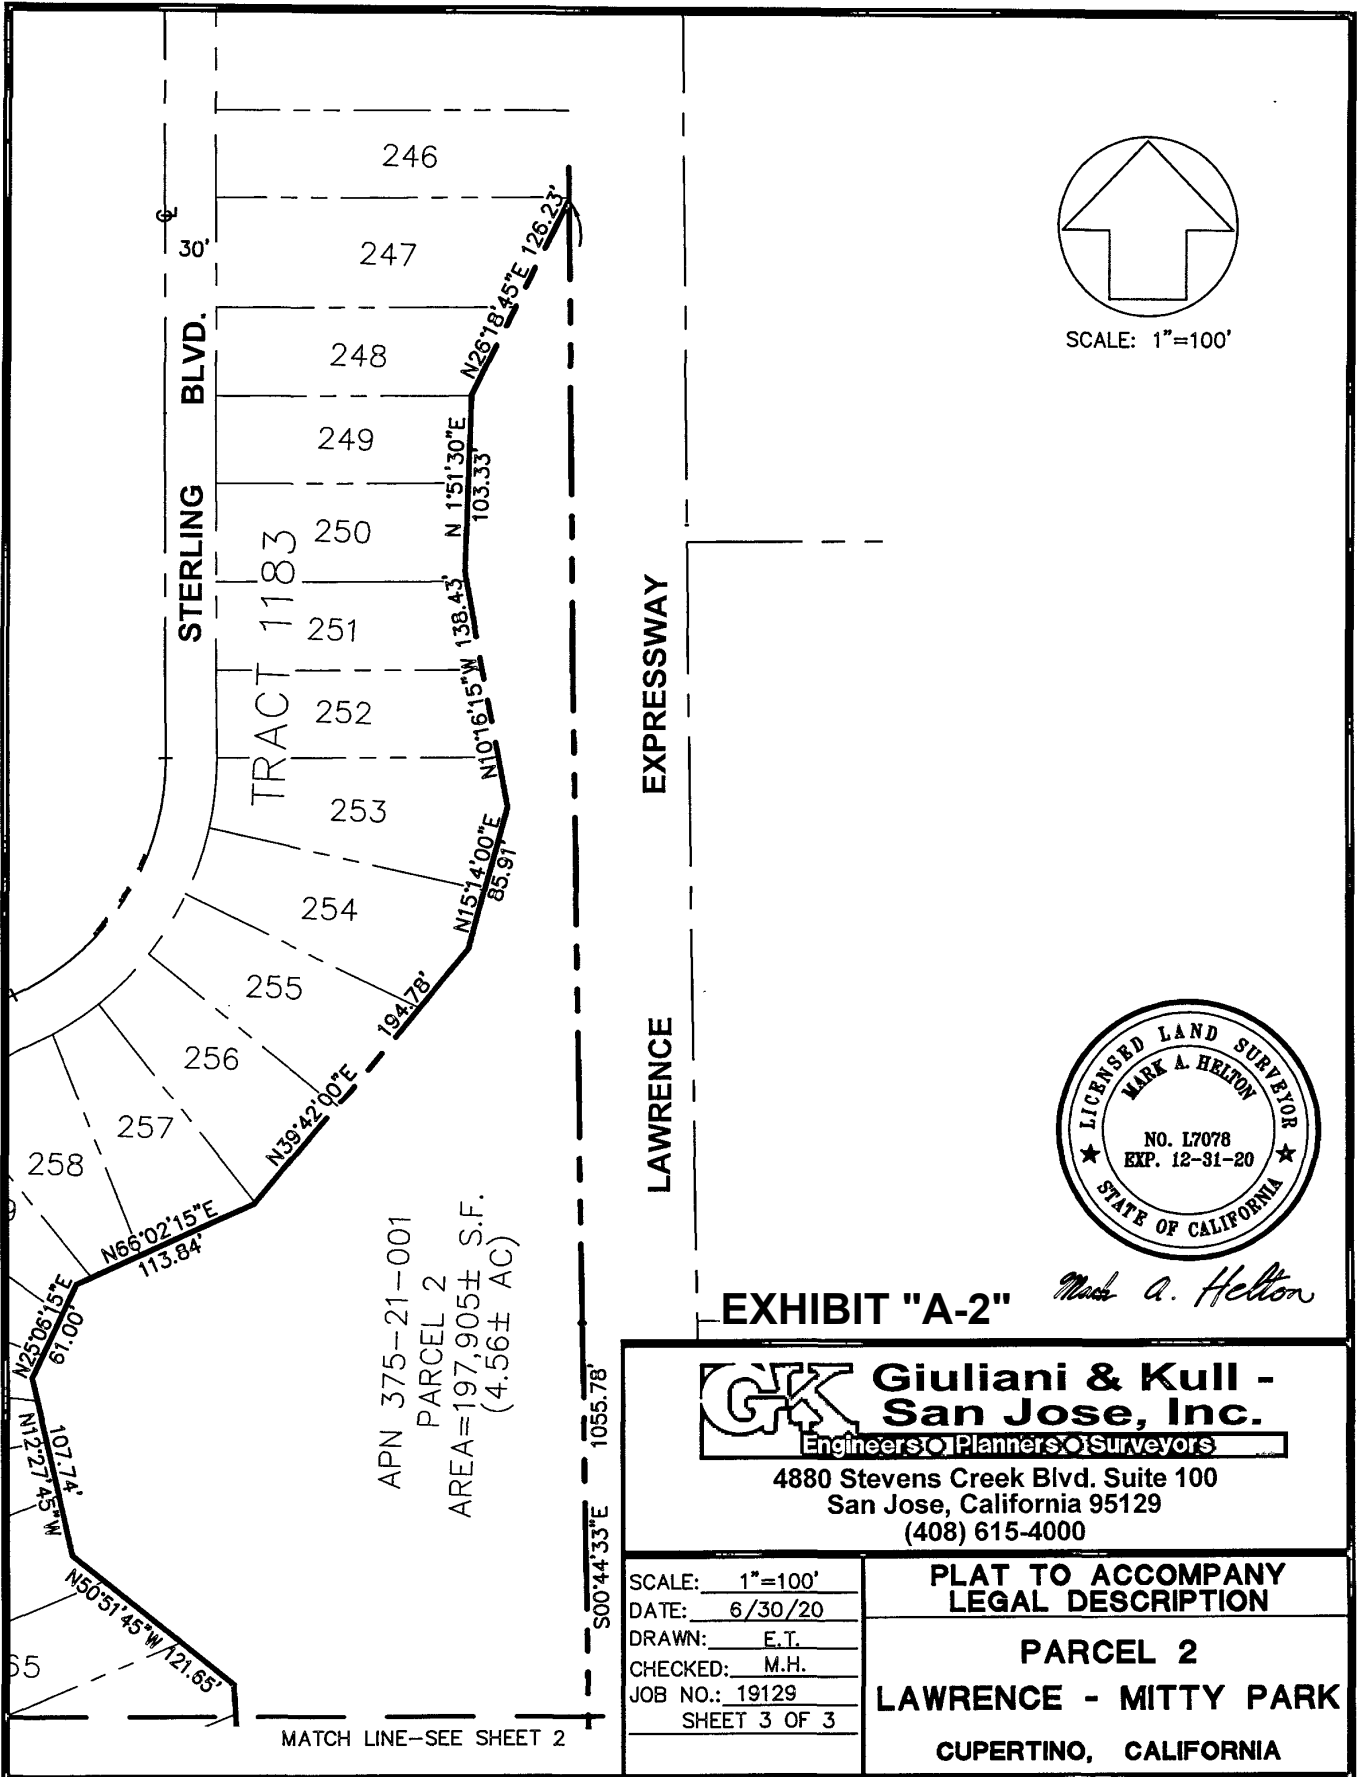 246
247
248
249
250
251
252
253
254
255
256
257
258
℄
30'
STERLING BLVD.
TRACT 1183
N26°18'45"E 126.23'
N 1°51'30"E
103.33'
N10°16'15"W 138.43'
N15°14'00"E
85.91'
N39°42'00"E 194.78'
N66°02'15"E
113.84'
N25°06'15"E
61.00'
N12°27'45"W
107.74'
N50°51'45"W 121.65'
APN 375-21-001
PARCEL 2
AREA=197,905± S.F.
(4.56± AC)
S00°44'33"E 1055.78'
LAWRENCE EXPRESSWAY
MATCH LINE-SEE SHEET 2
SCALE: 1"=100'
LICENSED LAND SURVEYOR
MARK A. HELTON
NO. L7078
EXP. 12-31-20
STATE OF CALIFORNIA
Mark A. Helton
EXHIBIT "A-2"
GK
Giuliani & Kull -
San Jose, Inc.
Engineers Planners Surveyors
4880 Stevens Creek Blvd. Suite 100
San Jose, California 95129
(408) 615-4000
SCALE: 1"=100'
DATE: 6/30/20
DRAWN: E.T.
CHECKED: M.H.
JOB NO.: 19129
SHEET 3 OF 3
PLAT TO ACCOMPANY
LEGAL DESCRIPTION
PARCEL 2
LAWRENCE - MITTY PARK
CUPERTINO, CALIFORNIA